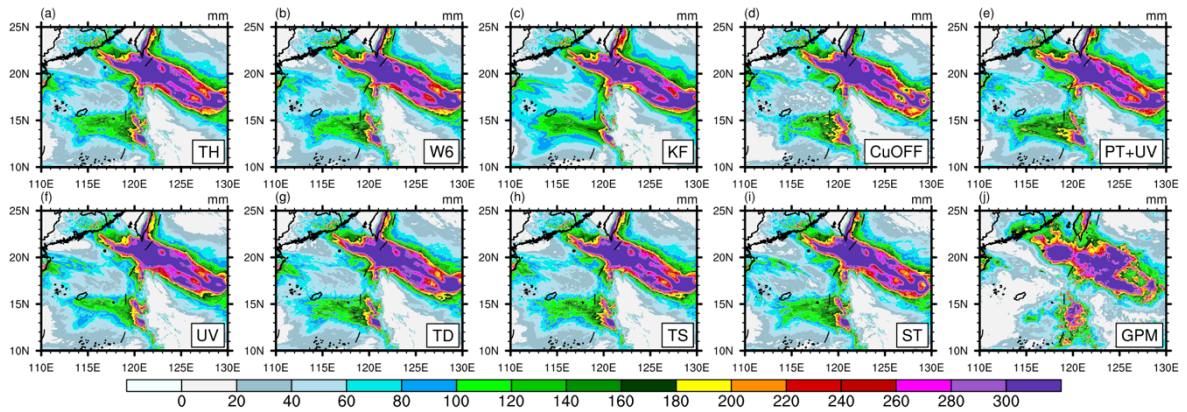 (a) mm (b) mm (c) mm (d) mm (e) mm
25N 25N 25N 25N 25N
20N 20N 20N 20N 20N
15N 15N 15N 15N 15N
TH W6 KF CuOFF PT+UV
10N 10N 10N 10N 10N
110E 115E 120E 125E 130E 110E 115E 120E 125E 130E 110E 115E 120E 125E 130E 110E 115E 120E 125E 130E 110E 115E 120E 125E 130E
(f) mm (g) mm (h) mm (i) mm (j) mm
25N 25N 25N 25N 25N
20N 20N 20N 20N 20N
15N 15N 15N 15N 15N
UV TD TS ST GPM
10N 10N 10N 10N 10N
110E 115E 120E 125E 130E 110E 115E 120E 125E 130E 110E 115E 120E 125E 130E 110E 115E 120E 125E 130E 110E 115E 120E 125E 130E
0 20 40 60 80 100 120 140 160 180 200 220 240 260 280 300